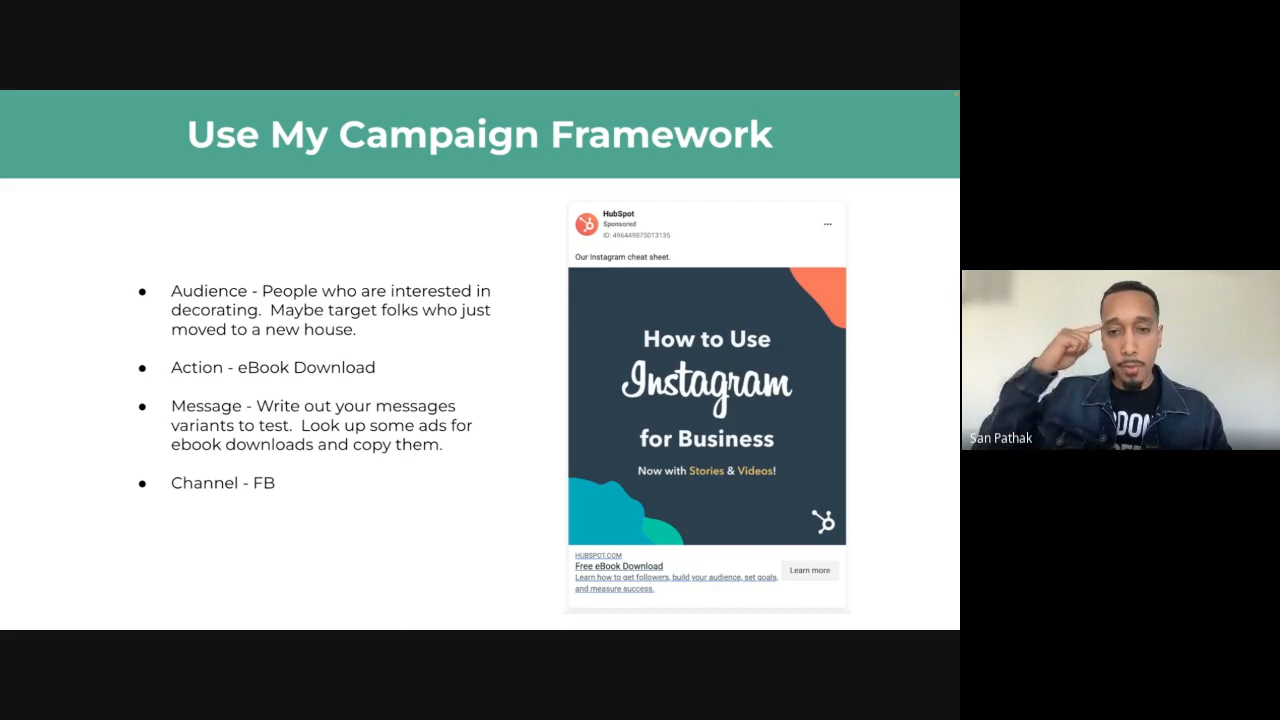 Use My Campaign Framework
● Audience - People who are interested in
decorating.  Maybe target folks who just
moved to a new house.
● Action - eBook Download
● Message - Write out your messages
variants to test.  Look up some ads for
ebook downloads and copy them.
● Channel - FB
HubSpot
Sponsored
ID: 496449875013135
Our Instagram cheat sheet.
How to Use
Instagram
for Business
Now with Stories & Videos!
HUBSPOT.COM
Free eBook Download
Learn how to get followers, build your audience, set goals,
and measure success.
Learn more
San Pathak